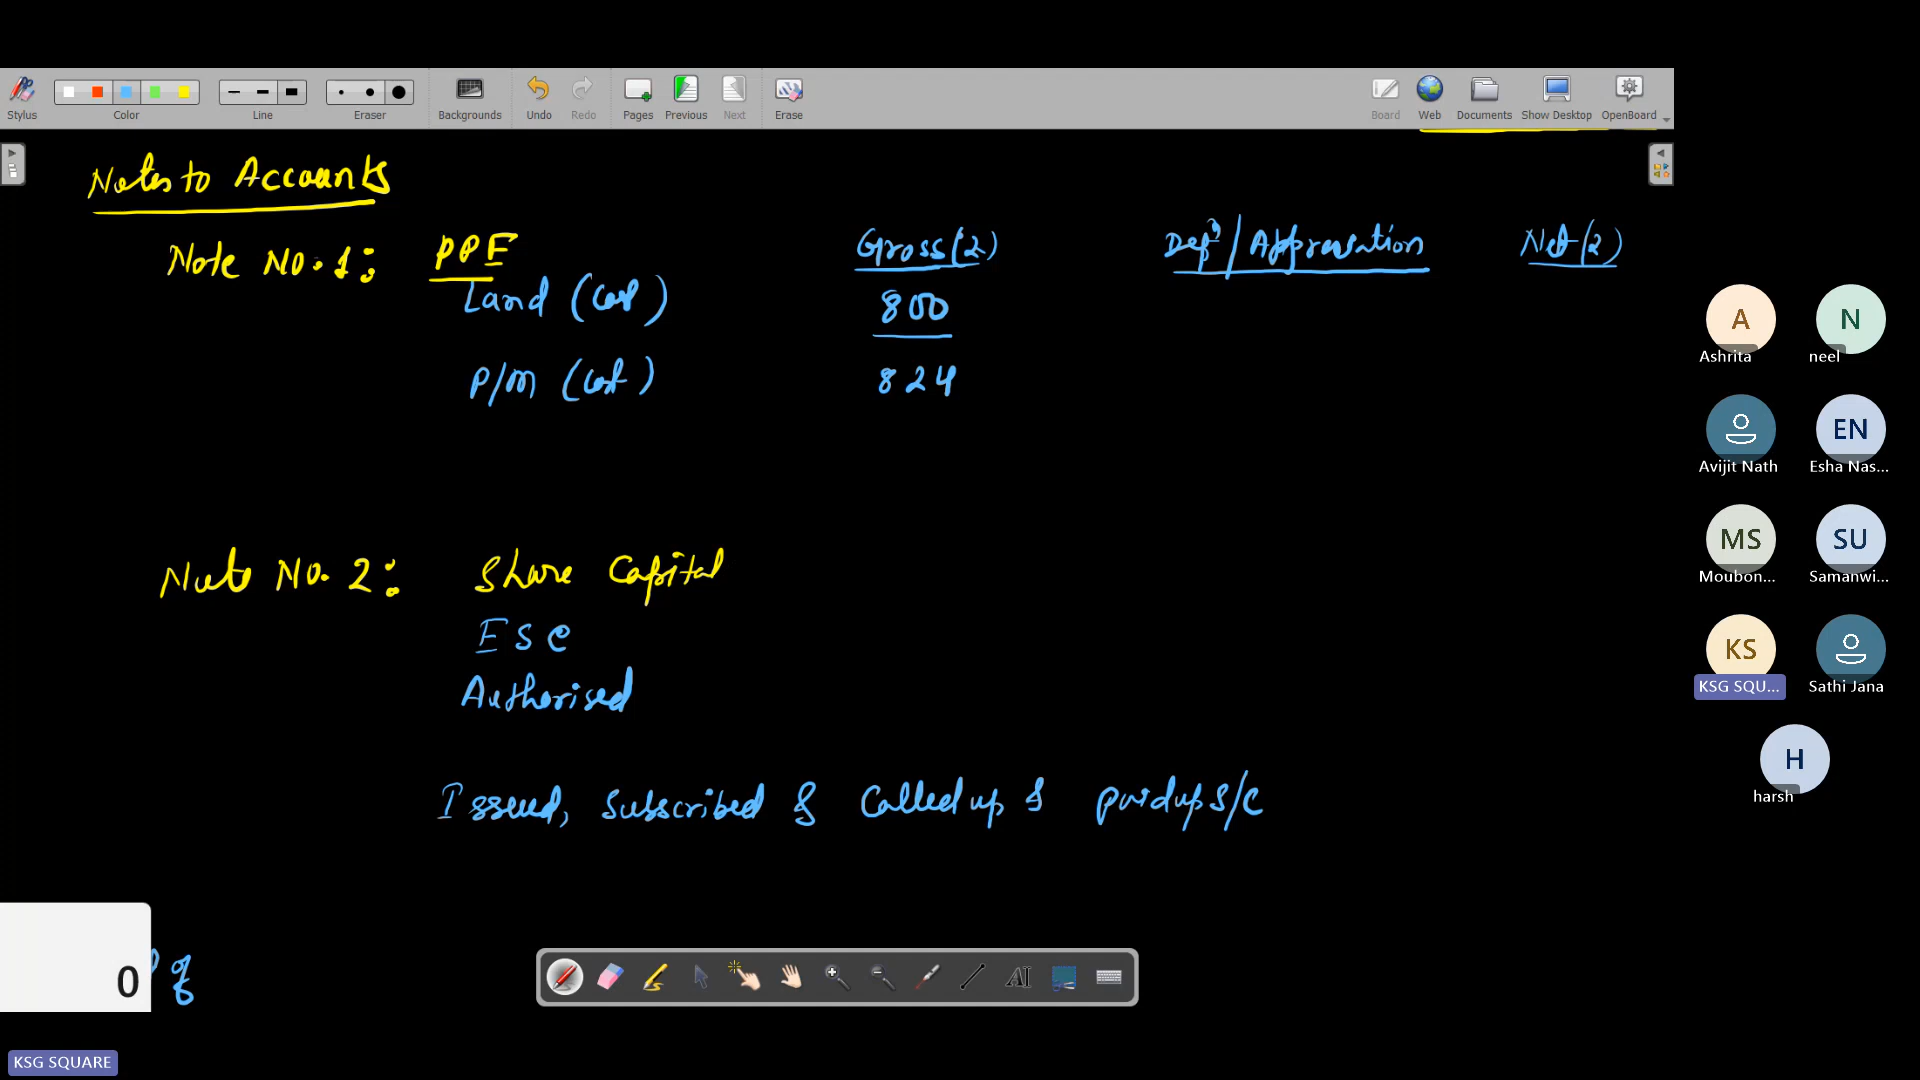 Stylus Color Line Eraser Backgrounds Undo Redo Pages Previous Next Erase Board Web Documents Show Desktop OpenBoard
Notes to Accounts
Note No. 1: PPE Gross(₹) Depⁿ/Appreciation Net(₹)
Land (Cost) 800
P/M (Cost) 824
Note No. 2: Share Capital
ESC
Authorised
Issued, Subscribed & Called up & paidup S/C
0
A Ashrita
N neel
Avijit Nath
EN Esha Nas...
MS Moubon...
SU Samanwi...
KS KSG SQU...
Sathi Jana
H harsh
AI
KSG SQUARE